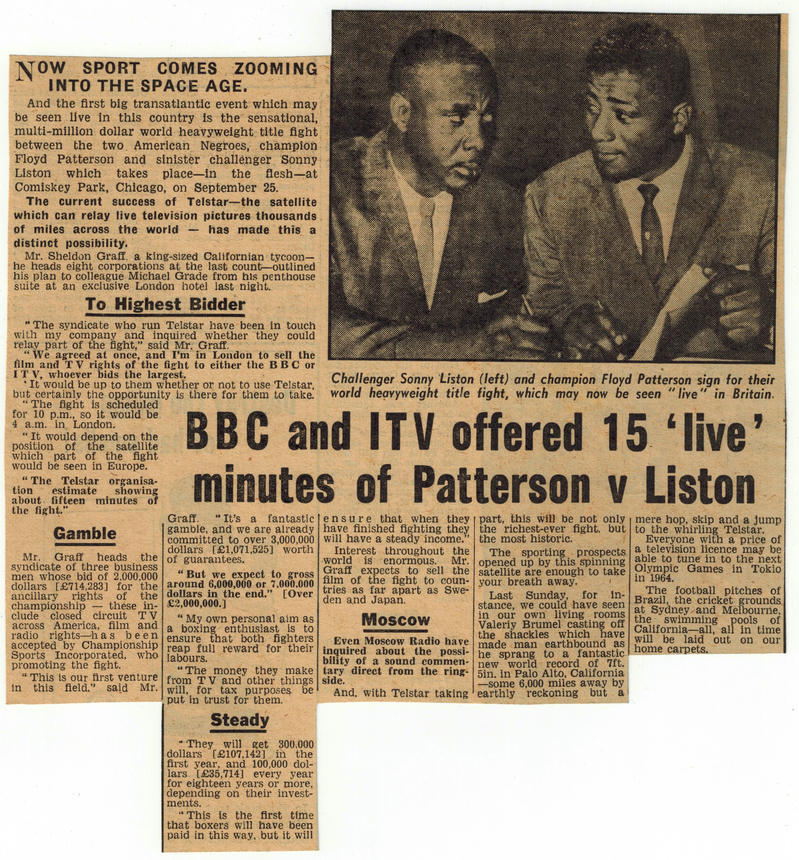 NOW SPORT COMES ZOOMING
INTO THE SPACE AGE.
And the first big transatlantic event which may
be seen live in this country is the sensational,
multi-million dollar world heavyweight title fight
between the two American Negroes, champion
Floyd Patterson and sinister challenger Sonny
Liston which takes place—in the flesh—at
Comiskey Park, Chicago, on September 25.
The current success of Telstar—the satellite
which can relay live television pictures thousands
of miles across the world — has made this a
distinct possibility.
Mr. Sheldon Graff, a king-sized Californian tycoon—
he heads eight corporations at the last count—outlined
his plan to colleague Michael Grade from his penthouse
suite at an exclusive London hotel last night.
To Highest Bidder
"The syndicate who run Telstar have been in touch
with my company and inquired whether they could
relay part of the fight," said Mr. Graff.
"We agreed at once, and I'm in London to sell the
film and TV rights of the fight to either the BBC or
ITV, whoever bids the largest.
"It would be up to them whether or not to use Telstar,
but certainly the opportunity is there for them to take.
"The fight is scheduled
for 10 p.m., so it would be
4 a.m. in London.
"It would depend on the
position of the satellite
which part of the fight
would be seen in Europe.
"The Telstar organisa-
tion estimate showing
about fifteen minutes of
the fight."
Gamble
Mr. Graff heads the
syndicate of three business
men whose bid of 2,000,000
dollars [£714,283] for the
ancillary rights of the
championship — these in-
clude closed circuit TV
across America, film and
radio rights—has been
accepted by Championship
Sports Incorporated, who
promoting the fight.
"This is our first venture
in this field," said Mr.
Challenger Sonny Liston (left) and champion Floyd Patterson sign for their
world heavyweight title fight, which may now be seen "live" in Britain.
BBC and ITV offered 15 'live'
minutes of Patterson v Liston
Graff. "It's a fantastic
gamble, and we are already
committed to over 3,000,000
dollars [£1,071,525] worth
of guarantees.
"But we expect to gross
around 6,000,000 or 7,000,000
dollars in the end." [Over
£2,000,000.]
"My own personal aim as
a boxing enthusiast is to
ensure that both fighters
reap full reward for their
labours.
"The money they make
from TV and other things
will, for tax purposes be
put in trust for them.
Steady
"They will get 300,000
dollars [£107,142] in the
first year, and 100,000 dol-
lars [£35,714] every year
for eighteen years or more,
depending on their invest-
ments.
"This is the first time
that boxers will have been
paid in this way, but it will
ensure that when they
have finished fighting they
will have a steady income."
Interest throughout the
world is enormous. Mr.
Graff expects to sell the
film of the fight to coun-
tries as far apart as Swe-
den and Japan.
Moscow
Even Moscow Radio have
inquired about the possi-
bility of a sound commen-
tary direct from the ring-
side.
And, with Telstar taking
part, this will be not only
the richest-ever fight, but
the most historic.
The sporting prospects
opened up by this spinning
satellite are enough to take
your breath away.
Last Sunday, for in-
stance, we could have seen
in our own living rooms
Valeriy Brumel casting off
the shackles which have
made man earthbound as
he sprang to a fantastic
new world record of 7ft.
5in. in Palo Alto, California
—some 6,000 miles away by
earthly reckoning but a
mere hop, skip and a jump
to the whirling Telstar.
Everyone with a price of
a television licence may be
able to tune in to the next
Olympic Games in Tokio
in 1964.
The football pitches of
Brazil, the cricket grounds
at Sydney and Melbourne,
the swimming pools of
California—all, all in time
will be laid out on our
home carpets.